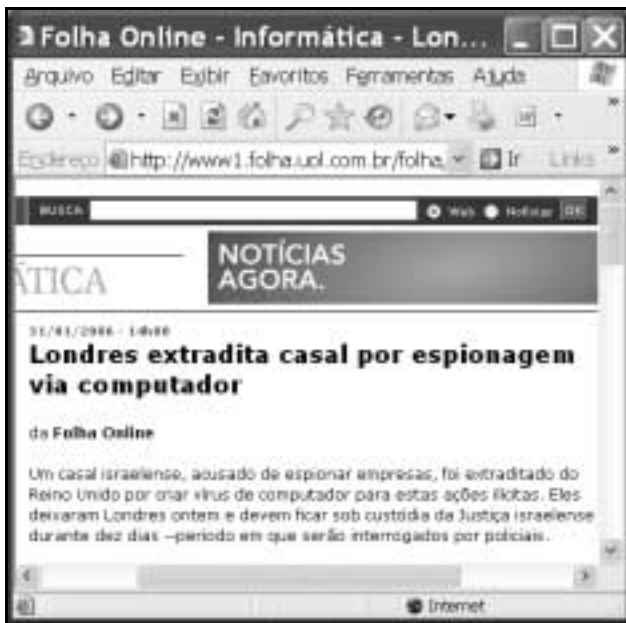 Folha Online - Informática - Lon...
Arquivo Editar Exibir Favoritos Ferramentas Ajuda
Endereço http://www1.folha.uol.com.br/folha Ir Links
BUSCA Web Notícias OK
ÁTICA
NOTÍCIAS
AGORA.
31/01/2006 - 14h00
Londres extradita casal por espionagem
via computador
da Folha Online
Um casal israelense, acusado de espionar empresas, foi extraditado do
Reino Unido por criar vírus de computador para estas ações ilícitas. Eles
deixaram Londres ontem e devem ficar sob custódia da Justiça israelense
durante dez dias —período em que serão interrogados por policiais.
Internet